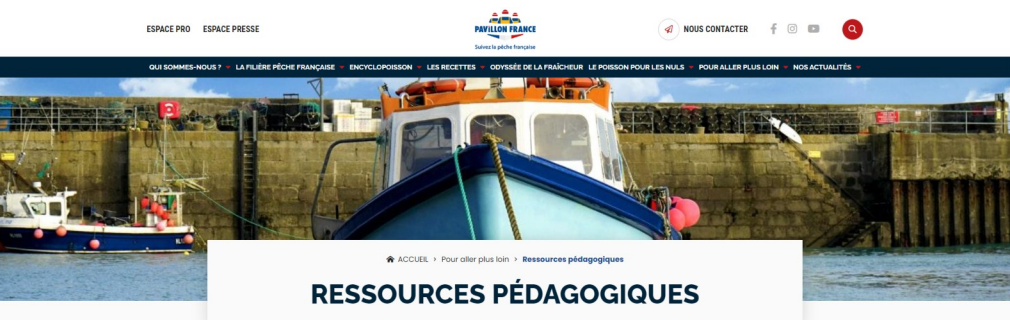 ESPACE PRO ESPACE PRESSE
PAVILLON FRANCE
Suivez la pêche française
NOUS CONTACTER
QUI SOMMES-NOUS ? LA FILIÈRE PÊCHE FRANÇAISE ENCYCLOPOISSON LES RECETTES ODYSSÉE DE LA FRAÎCHEUR LE POISSON POUR LES NULS POUR ALLER PLUS LOIN NOS ACTUALITÉS
ACCUEIL › Pour aller plus loin › Ressources pédagogiques
RESSOURCES PÉDAGOGIQUES